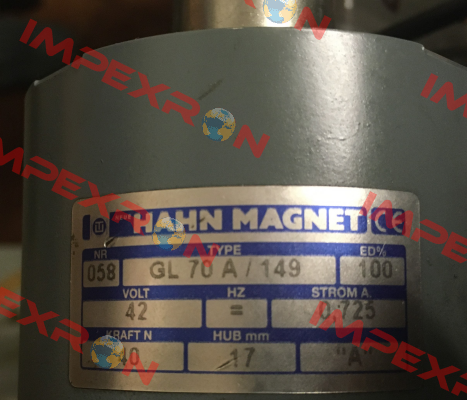 HAHN MAGNET CE
NR TYPE ED%
058 GL 70 A / 149 100
VOLT HZ STROM A.
42 = 0,725
KRAFT N HUB mm
17 "A"
IMPEXRON
IMPEXRON
IMPEXRON
IMPEXRON